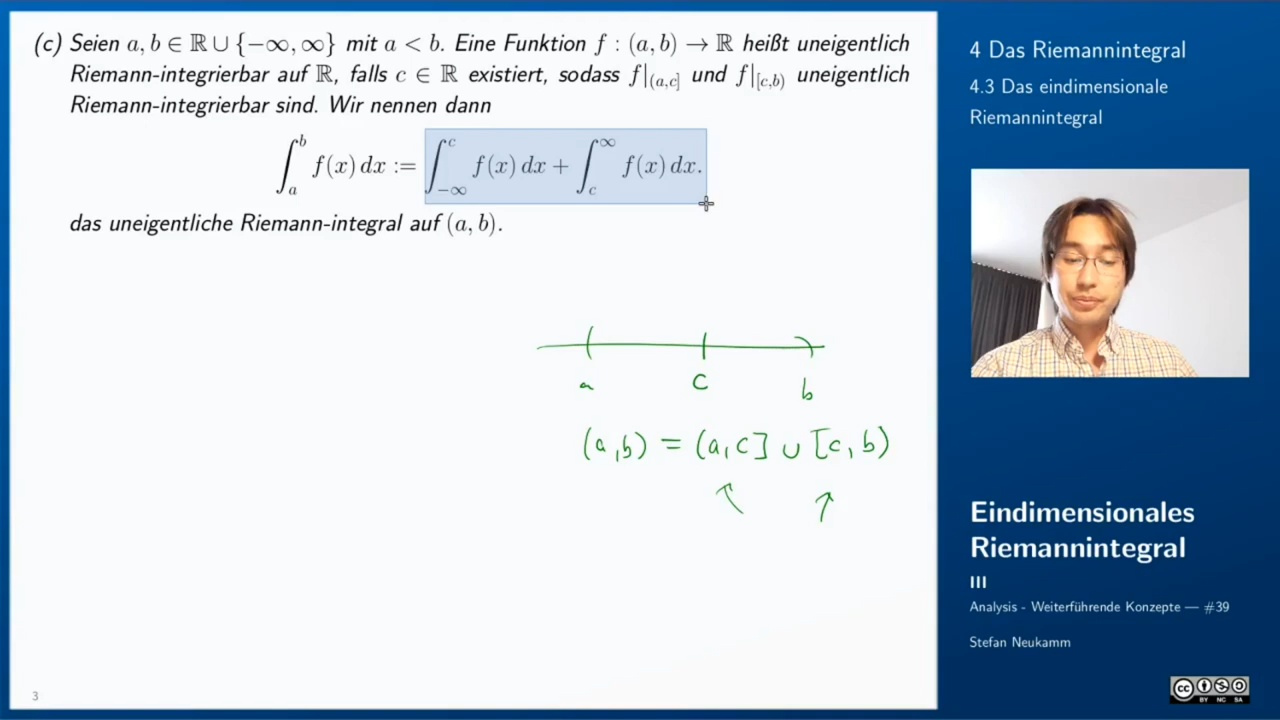 (c) Seien a, b ∈ ℝ ∪ {−∞, ∞} mit a < b. Eine Funktion f : (a, b) → ℝ heißt uneigentlich
Riemann-integrierbar auf ℝ, falls c ∈ ℝ existiert, sodass f|_(a,c] und f|_[c,b) uneigentlich
Riemann-integrierbar sind. Wir nennen dann
∫_a^b f(x) dx := ∫_{−∞}^c f(x) dx + ∫_c^∞ f(x) dx.
das uneigentliche Riemann-integral auf (a, b).
a c b
(a,b) = (a,c] ∪ [c,b)
3
4 Das Riemannintegral
4.3 Das eindimensionale
Riemannintegral
Eindimensionales
Riemannintegral
III
Analysis - Weiterführende Konzepte — #39
Stefan Neukamm
cc
BY NC SA